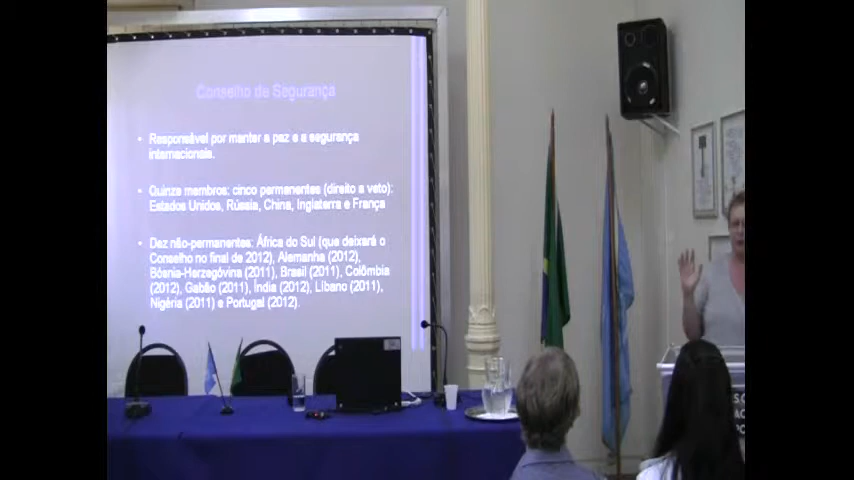 Conselho de Segurança
• Responsável por manter a paz e a segurança
internacionais.
• Quinze membros: cinco permanentes (direito a veto):
Estados Unidos, Rússia, China, Inglaterra e França
• Dez não-permanentes: África do Sul (que deixará o
Conselho no final de 2012), Alemanha (2012),
Bósnia-Herzegóvina (2011), Brasil (2011), Colômbia
(2012), Gabão (2011), Índia (2012), Líbano (2011),
Nigéria (2011) e Portugal (2012).